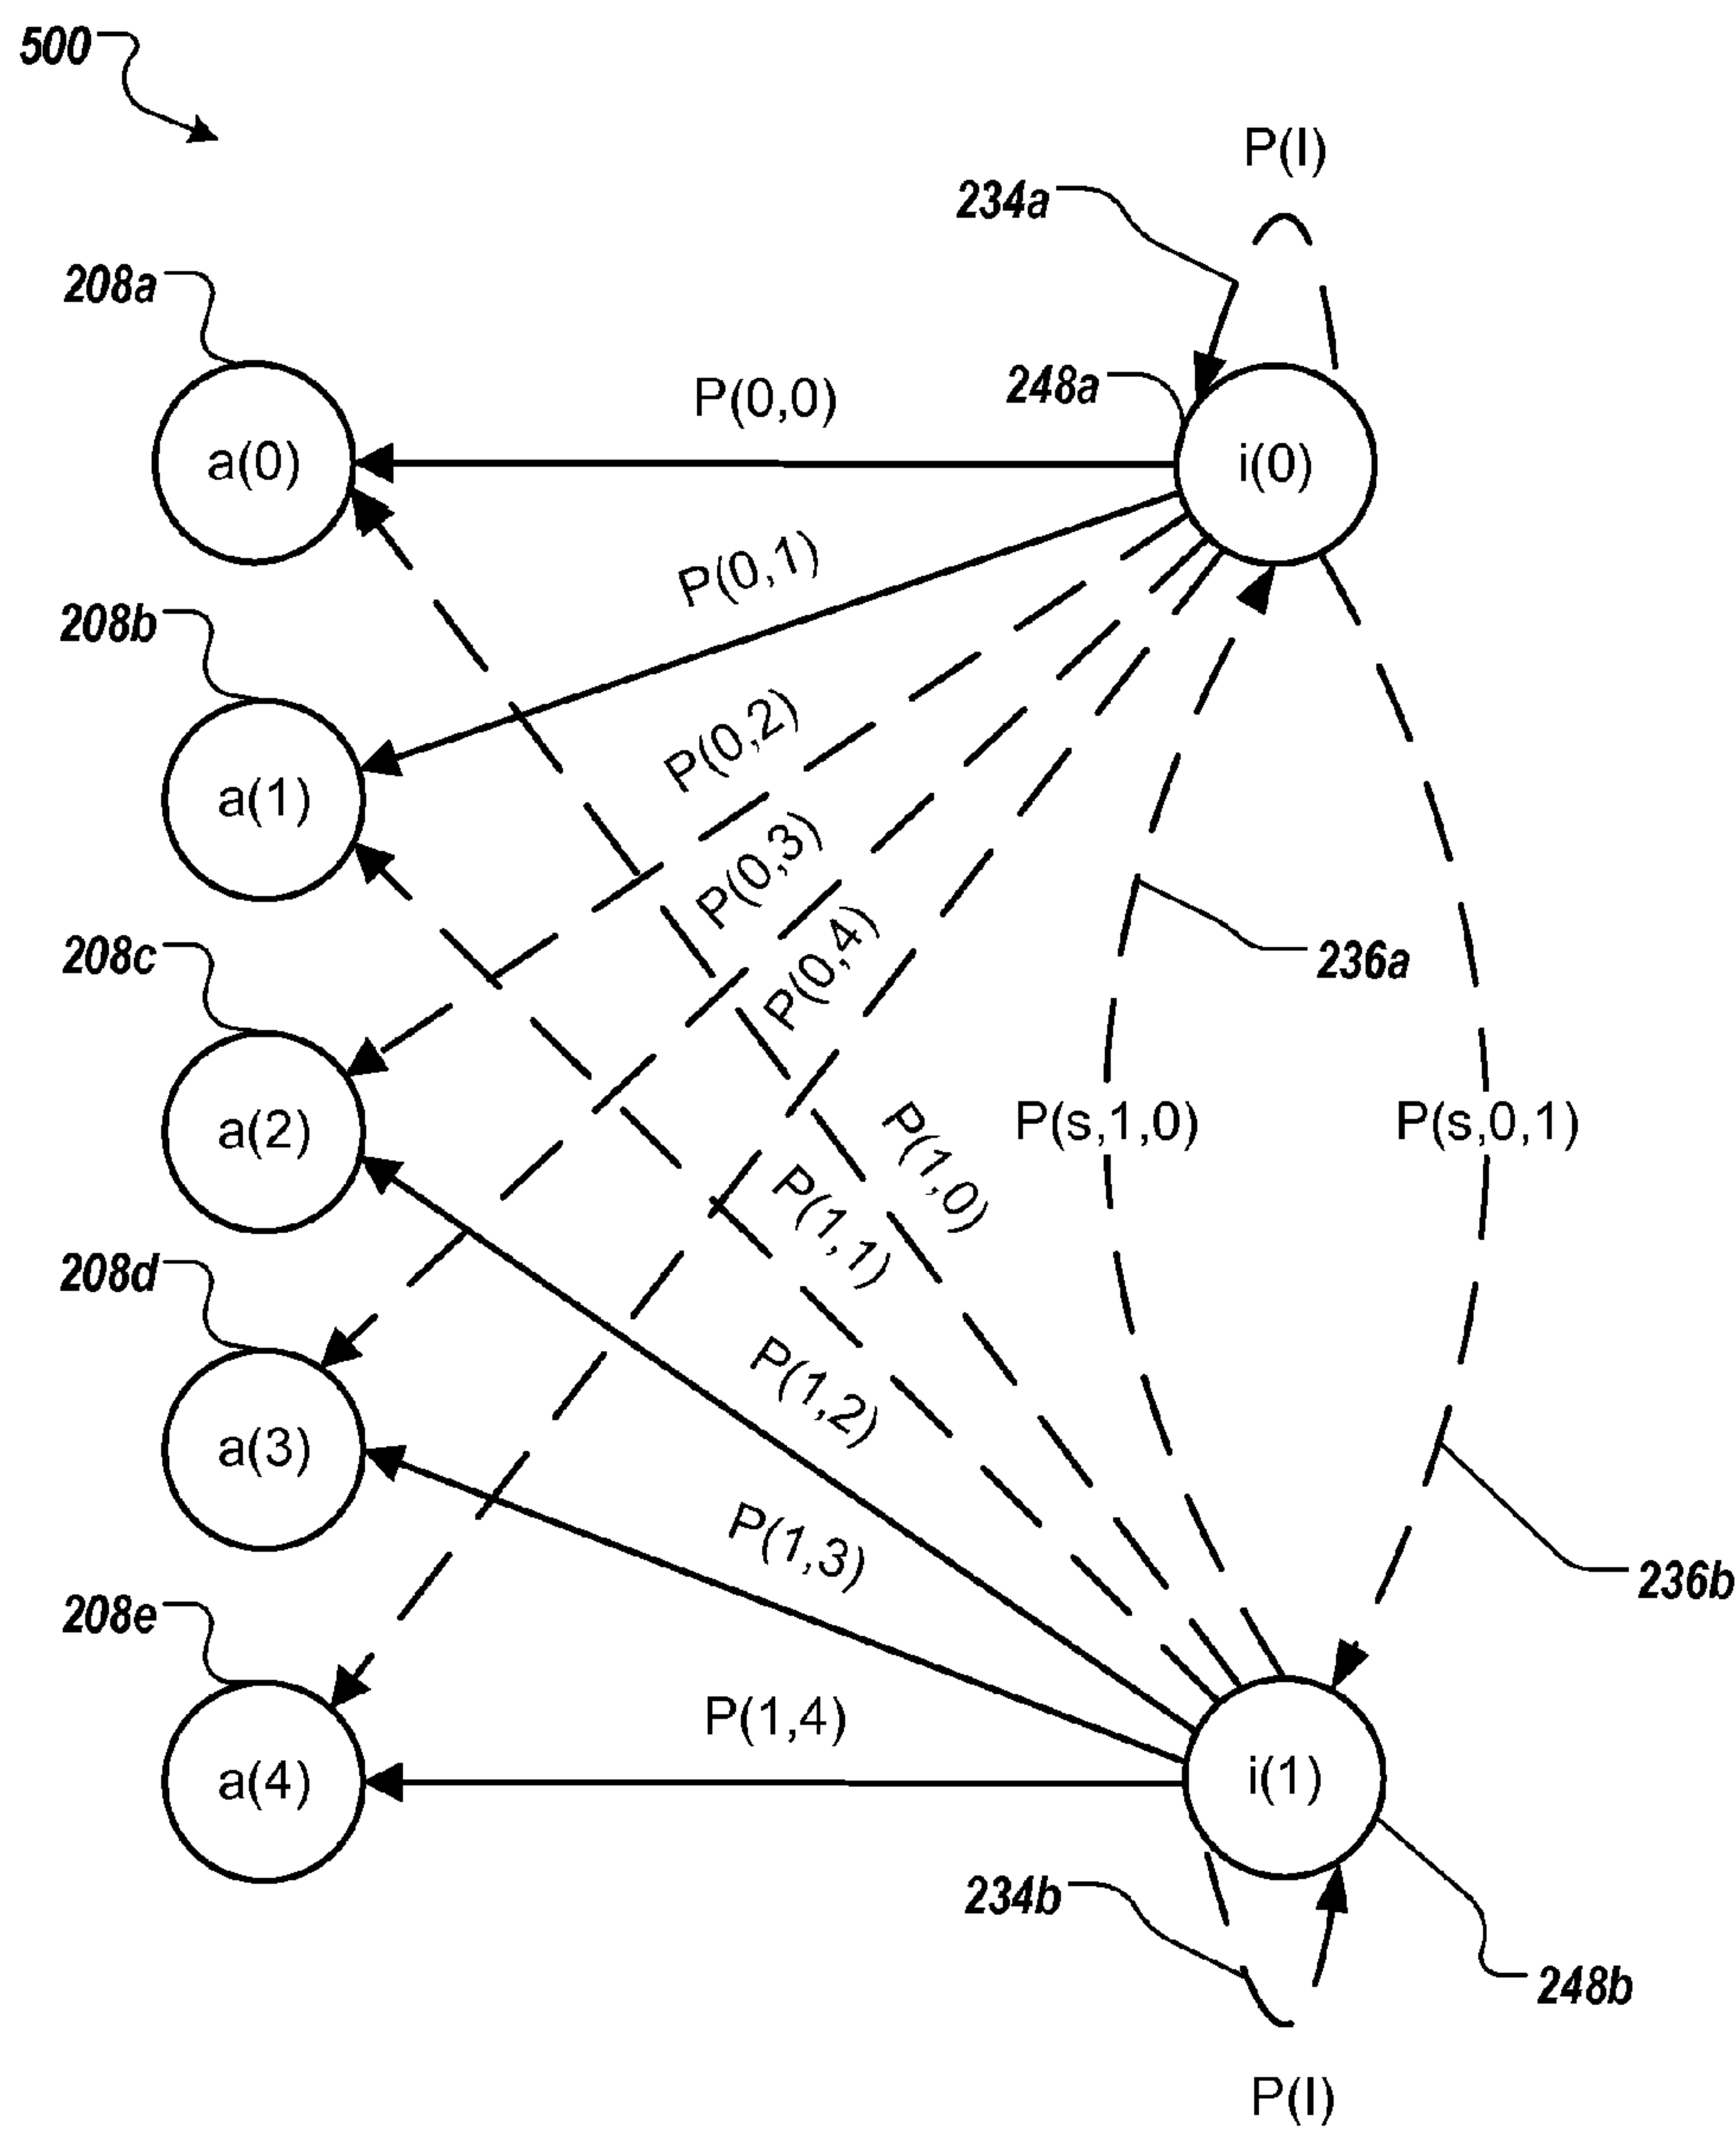 500
P(I)
234a
208a
248a
P(0,0)
a(0)
i(0)
P(0,1)
208b
P(0,2)
a(1)
P(0,3)
P(0,4)
208c
236a
a(2)
P(s,1,0)
P(s,0,1)
P(1,0)
P(1,1)
208d
P(1,2)
a(3)
P(1,3)
236b
208e
P(1,4)
a(4)
i(1)
234b
248b
P(I)